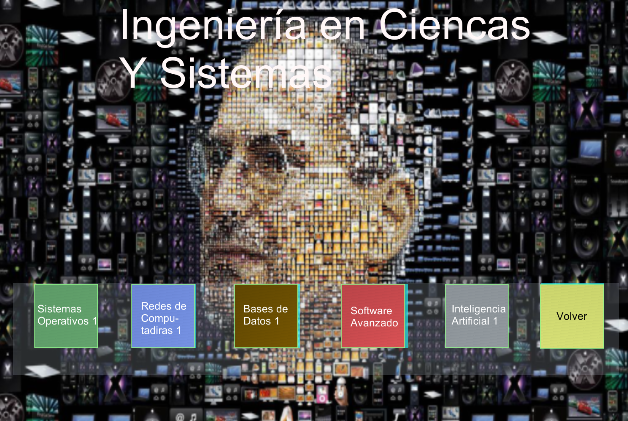 Ingeniería en Ciencas
Y Sistemas
Sistemas
Operativos 1
Redes de
Compu-
tadiras 1
Bases de
Datos 1
Software
Avanzado
Inteligencia
Artificial 1
Volver